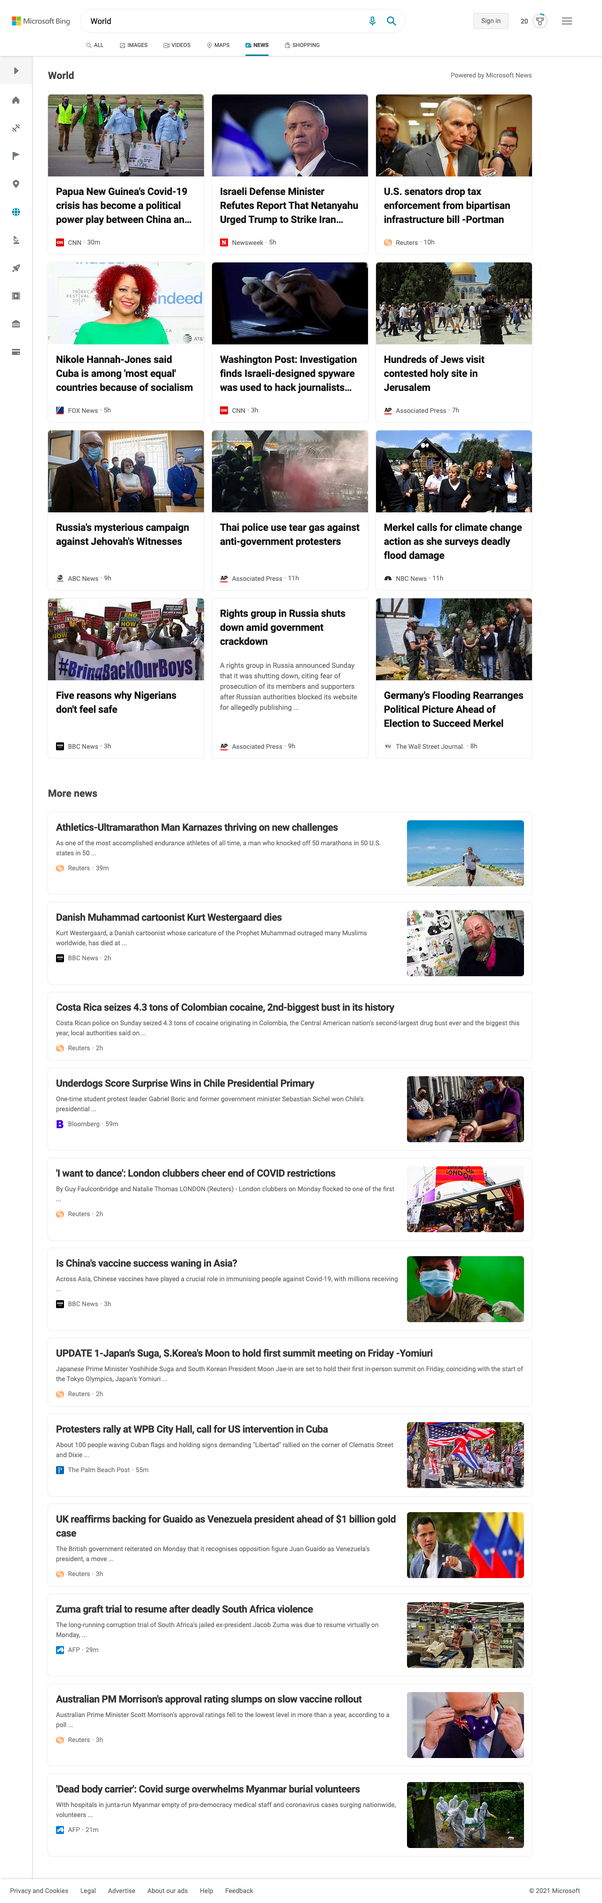 Microsoft Bing
World
Sign in
20
ALL
IMAGES
VIDEOS
MAPS
NEWS
SHOPPING
World
Powered by Microsoft News
Papua New Guinea's Covid-19
crisis has become a political
power play between China an...
CNN · 30m
Israeli Defense Minister
Refutes Report That Netanyahu
Urged Trump to Strike Iran...
Newsweek · 5h
U.S. senators drop tax
enforcement from bipartisan
infrastructure bill -Portman
Reuters · 10h
indeed
AT&T
Nikole Hannah-Jones said
Cuba is among 'most equal'
countries because of socialism
FOX News · 5h
Washington Post: Investigation
finds Israeli-designed spyware
was used to hack journalists...
CNN · 3h
Hundreds of Jews visit
contested holy site in
Jerusalem
AP Associated Press · 7h
Russia's mysterious campaign
against Jehovah's Witnesses
ABC News · 9h
Thai police use tear gas against
anti-government protesters
AP Associated Press · 11h
Merkel calls for climate change
action as she surveys deadly
flood damage
NBC News · 11h
#BringBackOurBoys
Five reasons why Nigerians
don't feel safe
BBC News · 3h
Rights group in Russia shuts
down amid government
crackdown
A rights group in Russia announced Sunday
that it was shutting down, citing fear of
prosecution of its members and supporters
after Russian authorities blocked its website
for allegedly publishing ...
AP Associated Press · 9h
Germany's Flooding Rearranges
Political Picture Ahead of
Election to Succeed Merkel
The Wall Street Journal. · 8h
More news
Athletics-Ultramarathon Man Karnazes thriving on new challenges
As one of the most accomplished endurance athletes of all time, a man who knocked off 50 marathons in 50 U.S.
states in 50 ...
Reuters · 39m
Danish Muhammad cartoonist Kurt Westergaard dies
Kurt Westergaard, a Danish cartoonist whose caricature of the Prophet Muhammad outraged many Muslims
worldwide, has died at ...
BBC News · 2h
Costa Rica seizes 4.3 tons of Colombian cocaine, 2nd-biggest bust in its history
Costa Rican police on Sunday seized 4.3 tons of cocaine originating in Colombia, the Central American nation's second-largest drug bust ever and the biggest this
year, local authorities said on ...
Reuters · 2h
Underdogs Score Surprise Wins in Chile Presidential Primary
One-time student protest leader Gabriel Boric and former government minister Sebastian Sichel won Chile's
presidential ...
B Bloomberg · 59m
'I want to dance': London clubbers cheer end of COVID restrictions
By Guy Faulconbridge and Natalie Thomas LONDON (Reuters) - London clubbers on Monday flocked to one of the first
...
Reuters · 2h
LONDON
Is China's vaccine success waning in Asia?
Across Asia, Chinese vaccines have played a crucial role in immunising people against Covid-19, with millions receiving
...
BBC News · 3h
UPDATE 1-Japan's Suga, S.Korea's Moon to hold first summit meeting on Friday -Yomiuri
Japanese Prime Minister Yoshihide Suga and South Korean President Moon Jae-in are set to hold their first in-person summit on Friday, coinciding with the start of
the Tokyo Olympics, Japan's Yomiuri ...
Reuters · 2h
Protesters rally at WPB City Hall, call for US intervention in Cuba
About 100 people waving Cuban flags and holding signs demanding "Libertad" rallied on the corner of Clematis Street
and Dixie ...
The Palm Beach Post · 55m
UK reaffirms backing for Guaido as Venezuela president ahead of $1 billion gold
case
The British government reiterated on Monday that it recognises opposition figure Juan Guaido as Venezuela's
president, a move ...
Reuters · 3h
Zuma graft trial to resume after deadly South Africa violence
The long-running corruption trial of South Africa's jailed ex-president Jacob Zuma was due to resume virtually on
Monday, ...
AFP · 29m
Australian PM Morrison's approval rating slumps on slow vaccine rollout
Australian Prime Minister Scott Morrison's approval ratings fell to the lowest level in more than a year, according to a
poll ...
Reuters · 3h
'Dead body carrier': Covid surge overwhelms Myanmar burial volunteers
With hospitals in junta-run Myanmar empty of pro-democracy medical staff and coronavirus cases surging nationwide,
volunteers ...
AFP · 21m
Privacy and Cookies
Legal
Advertise
About our ads
Help
Feedback
© 2021 Microsoft